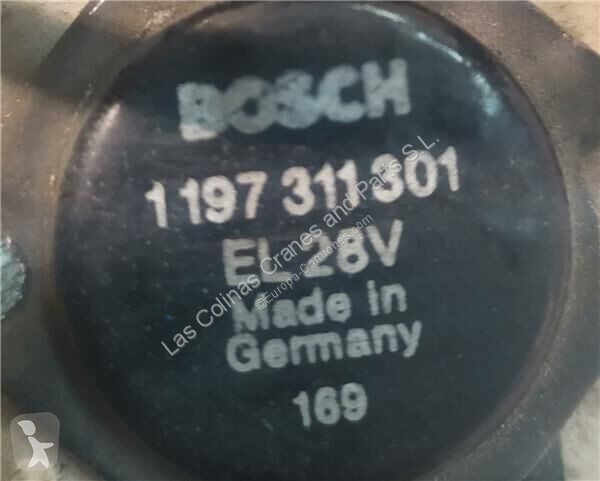 BOSCH
1 197 311 301
EL 28V
Made in
Germany
169
Las Colinas Cranes and Parts S.L.
©Europa-Camiones.com